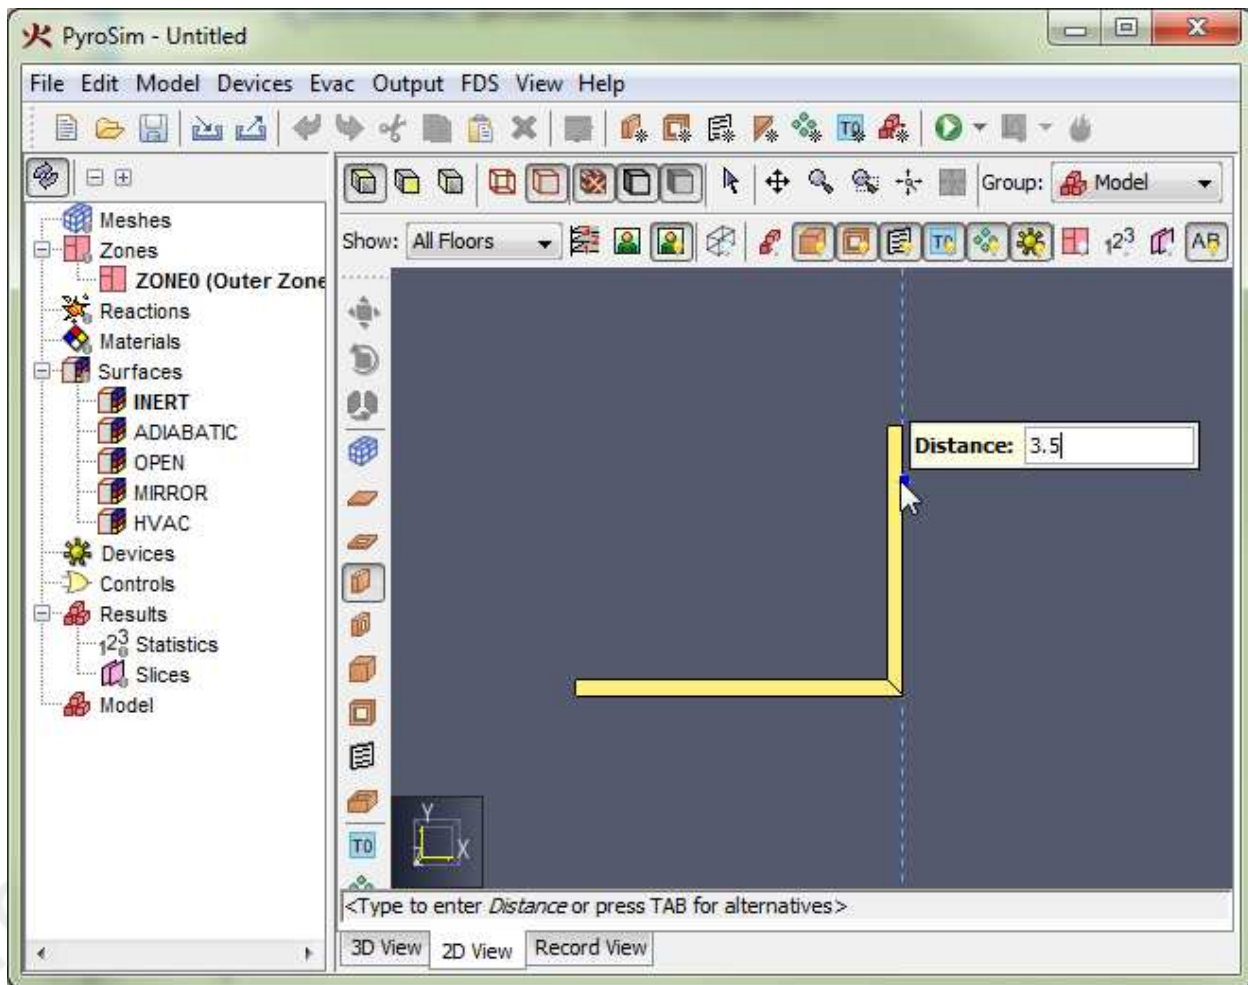 PyroSim - Untitled
File Edit Model Devices Evac Output FDS View Help
Group: Model
Show: All Floors
Meshes
Zones
ZONE0 (Outer Zone
Reactions
Materials
Surfaces
INERT
ADIABATIC
OPEN
MIRROR
HVAC
Devices
Controls
Results
Statistics
Slices
Model
Distance: 3.5
Y
X
<Type to enter Distance or press TAB for alternatives>
3D View 2D View Record View